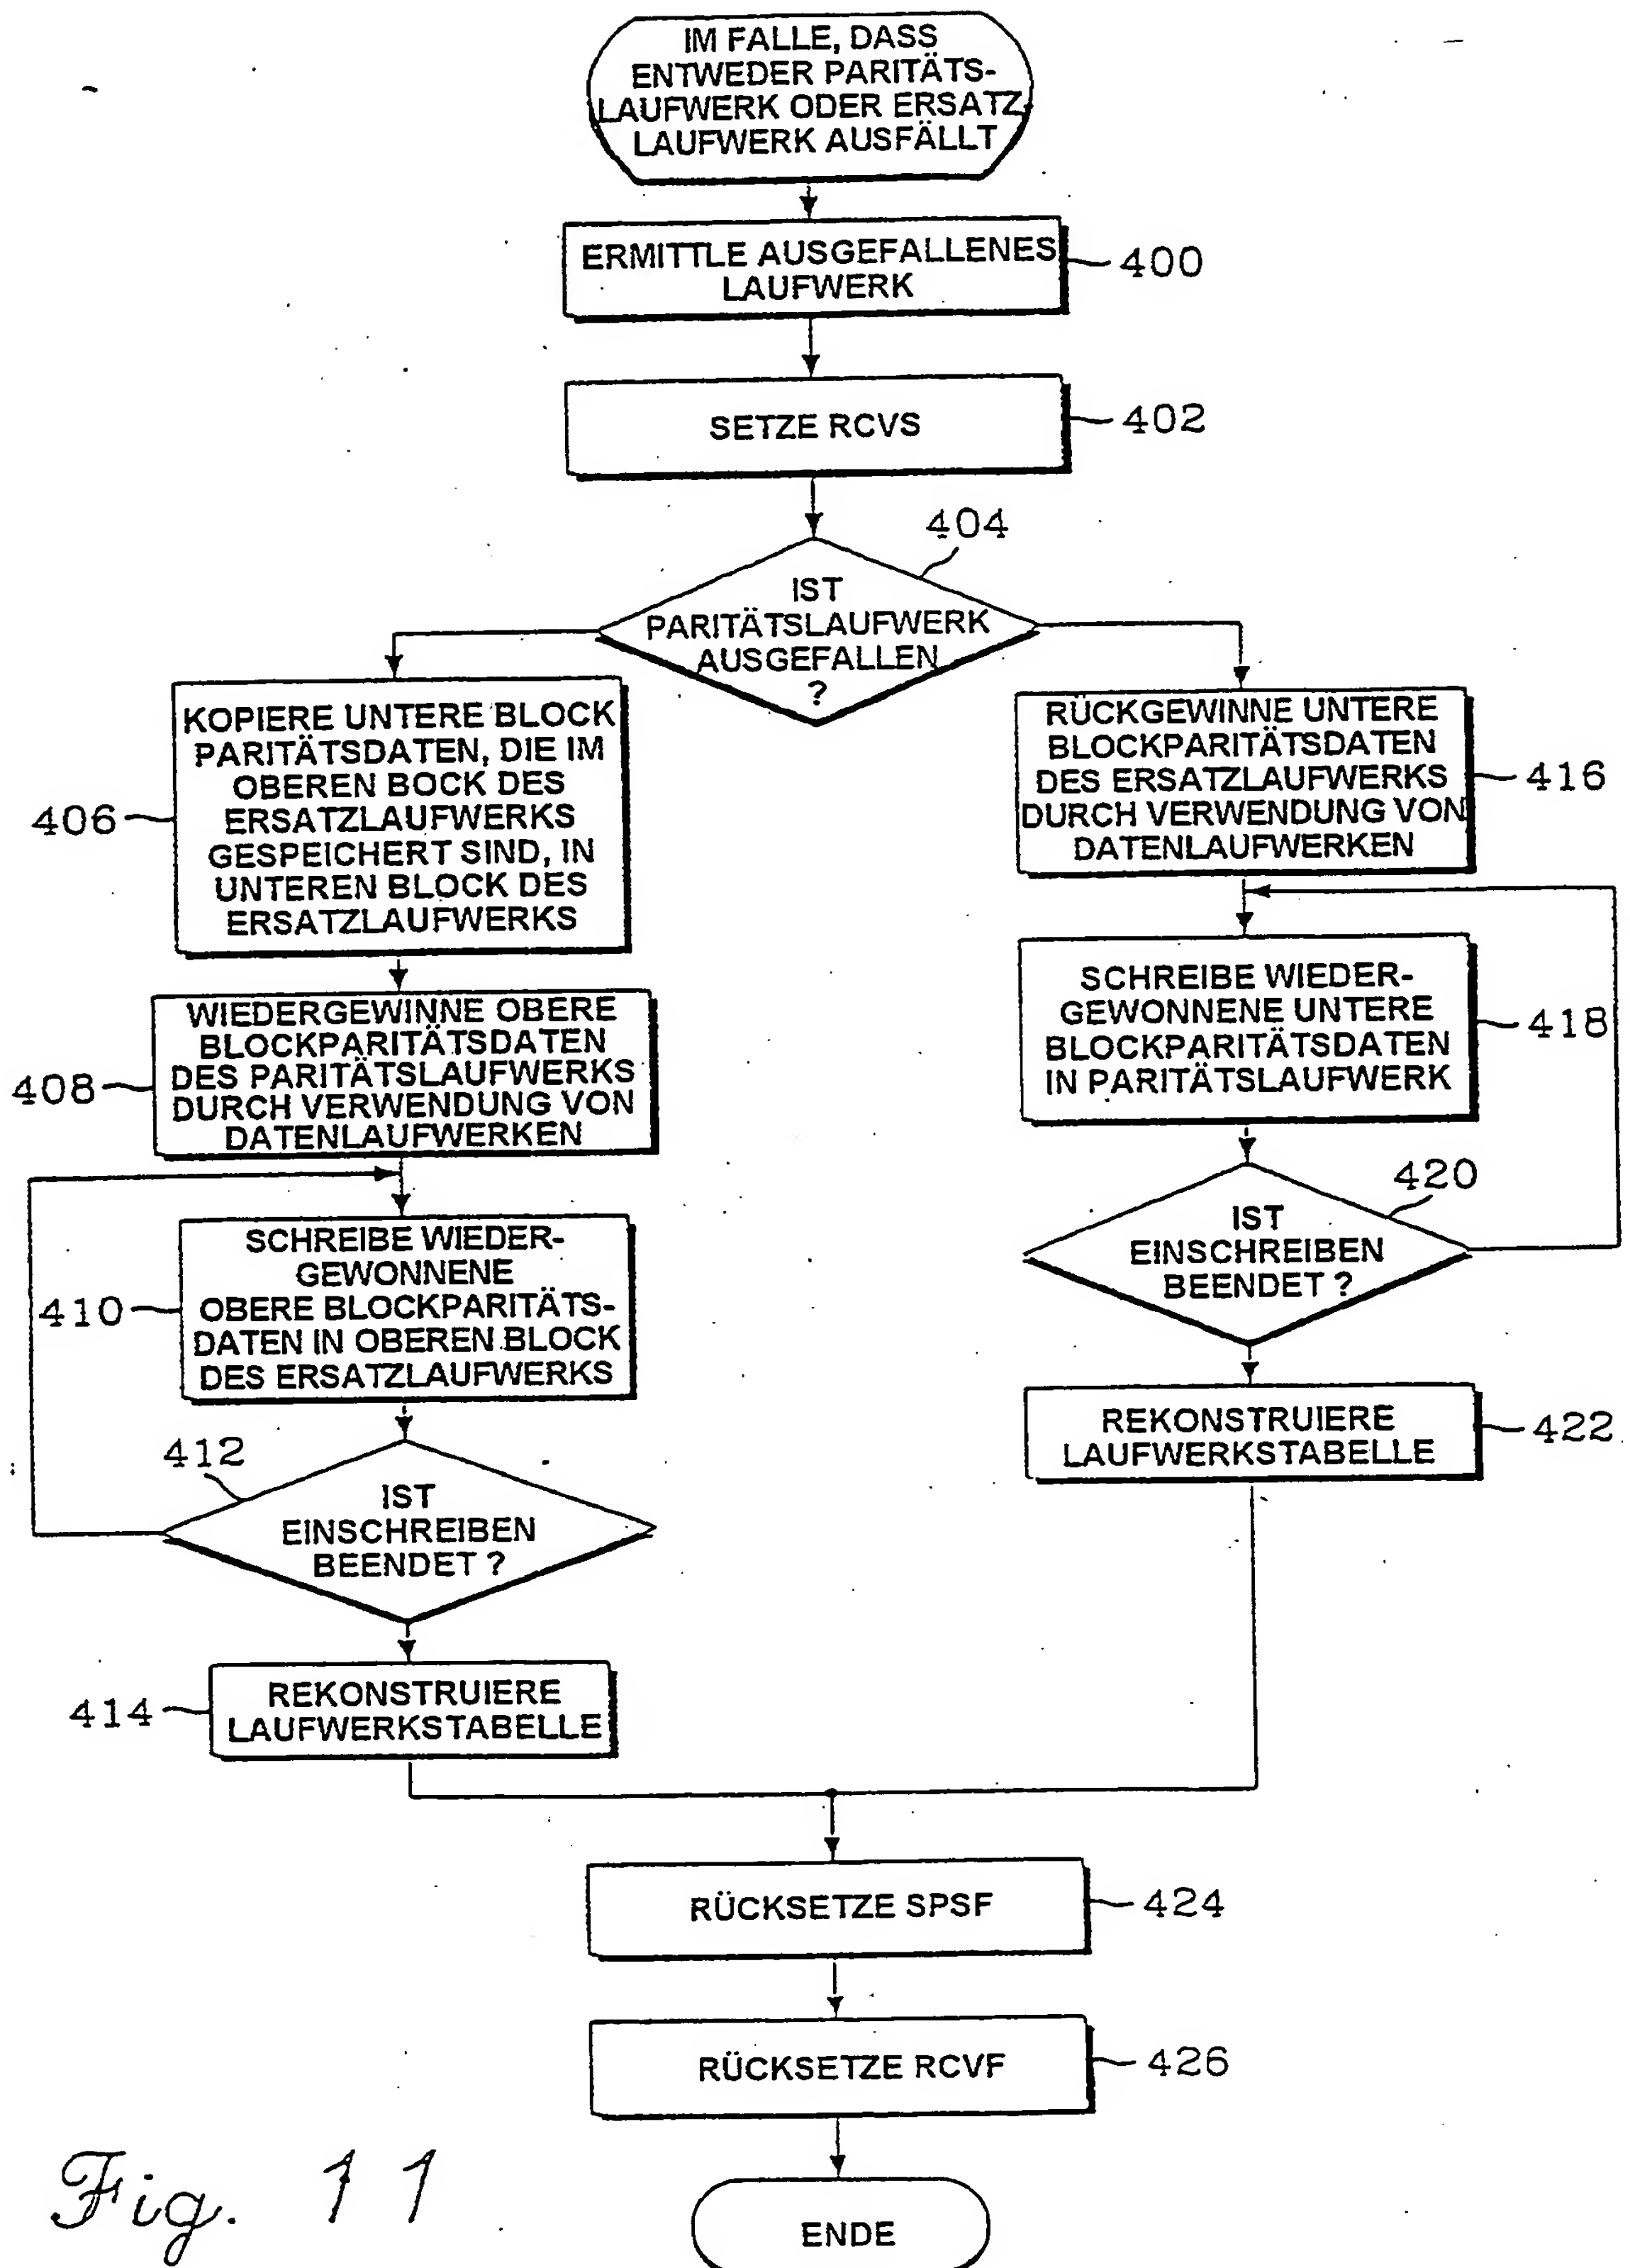 IM FALLE, DASS
ENTWEDER PARITÄTS-
LAUFWERK ODER ERSATZ
LAUFWERK AUSFÄLLT
ERMITTLE AUSGEFALLENES
LAUFWERK
400
SETZE RCVS
402
404
IST
PARITÄTSLAUFWERK
AUSGEFALLEN
?
KOPIERE UNTERE BLOCK
PARITÄTSDATEN, DIE IM
OBEREN BOCK DES
ERSATZLAUFWERKS
GESPEICHERT SIND, IN
UNTEREN BLOCK DES
ERSATZLAUFWERKS
406
WIEDERGEWINNE OBERE
BLOCKPARITÄTSDATEN
DES PARITÄTSLAUFWERKS
DURCH VERWENDUNG VON
DATENLAUFWERKEN
408
SCHREIBE WIEDER-
GEWONNENE
OBERE BLOCKPARITÄTS-
DATEN IN OBEREN BLOCK
DES ERSATZLAUFWERKS
410
412
IST
EINSCHREIBEN
BEENDET ?
REKONSTRUIERE
LAUFWERKSTABELLE
414
RÜCKGEWINNE UNTERE
BLOCKPARITÄTSDATEN
DES ERSATZLAUFWERKS
DURCH VERWENDUNG VON
DATENLAUFWERKEN
416
SCHREIBE WIEDER-
GEWONNENE UNTERE
BLOCKPARITÄTSDATEN
IN PARITÄTSLAUFWERK
418
420
IST
EINSCHREIBEN
BEENDET ?
REKONSTRUIERE
LAUFWERKSTABELLE
422
RÜCKSETZE SPSF
424
RÜCKSETZE RCVF
426
ENDE
Fig. 11